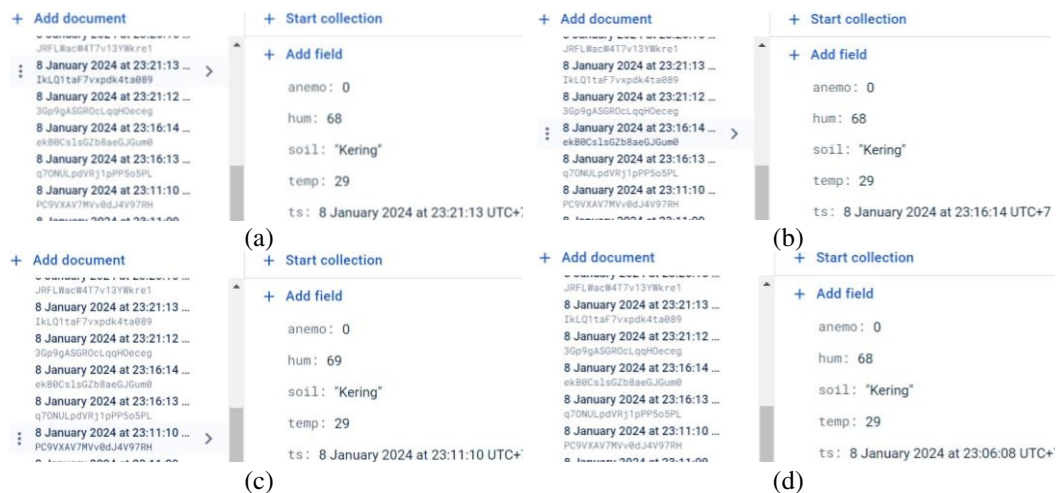 + Add document
JRFLWacW4T7v13YWkre1
8 January 2024 at 23:21:13 ...
IkLQ1taF7vxpdk4ta089
8 January 2024 at 23:21:12 ...
3Gp9gASGROcLqqHOeceg
8 January 2024 at 23:16:14 ...
ekB0CslsGZb8aeGJGum0
8 January 2024 at 23:16:13 ...
q7ONULpdVRj1pPP5o5PL
8 January 2024 at 23:11:10 ...
PC9VXAV7MVv0dJ4V97RH
+ Start collection
+ Add field
anemo: 0
hum: 68
soil: "Kering"
temp: 29
ts: 8 January 2024 at 23:21:13 UTC+7
(a)
+ Add document
JRFLWacW4T7v13YWkre1
8 January 2024 at 23:21:13 ...
IkLQ1taF7vxpdk4ta089
8 January 2024 at 23:21:12 ...
3Gp9gASGROcLqqHOeceg
8 January 2024 at 23:16:14 ...
ekB0CslsGZb8aeGJGum0
8 January 2024 at 23:16:13 ...
q7ONULpdVRj1pPP5o5PL
8 January 2024 at 23:11:10 ...
PC9VXAV7MVv0dJ4V97RH
+ Start collection
+ Add field
anemo: 0
hum: 68
soil: "Kering"
temp: 29
ts: 8 January 2024 at 23:16:14 UTC+7
(b)
+ Add document
JRFLWacW4T7v13YWkre1
8 January 2024 at 23:21:13 ...
IkLQ1taF7vxpdk4ta089
8 January 2024 at 23:21:12 ...
3Gp9gASGROcLqqHOeceg
8 January 2024 at 23:16:14 ...
ekB0CslsGZb8aeGJGum0
8 January 2024 at 23:16:13 ...
q7ONULpdVRj1pPP5o5PL
8 January 2024 at 23:11:10 ...
PC9VXAV7MVv0dJ4V97RH
+ Start collection
+ Add field
anemo: 0
hum: 69
soil: "Kering"
temp: 29
ts: 8 January 2024 at 23:11:10 UTC+7
(c)
+ Add document
JRFLWacW4T7v13YWkre1
8 January 2024 at 23:21:13 ...
IkLQ1taF7vxpdk4ta089
8 January 2024 at 23:21:12 ...
3Gp9gASGROcLqqHOeceg
8 January 2024 at 23:16:14 ...
ekB0CslsGZb8aeGJGum0
8 January 2024 at 23:16:13 ...
q7ONULpdVRj1pPP5o5PL
8 January 2024 at 23:11:10 ...
PC9VXAV7MVv0dJ4V97RH
+ Start collection
+ Add field
anemo: 0
hum: 68
soil: "Kering"
temp: 29
ts: 8 January 2024 at 23:06:08 UTC+7
(d)